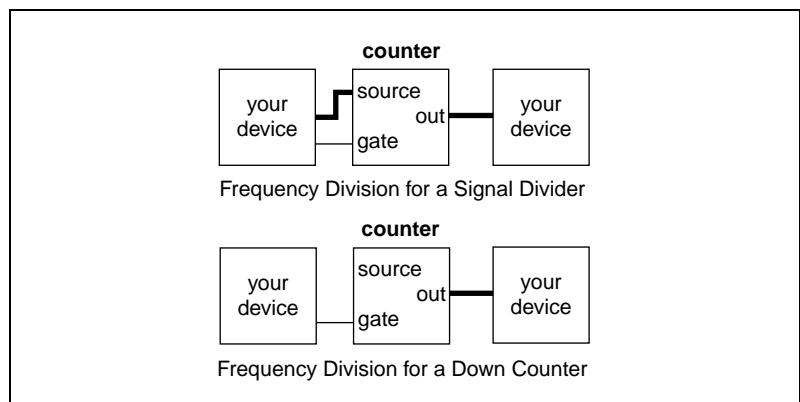 counter
your
device
source
out
gate
your
device
Frequency Division for a Signal Divider
counter
your
device
source
out
gate
your
device
Frequency Division for a Down Counter